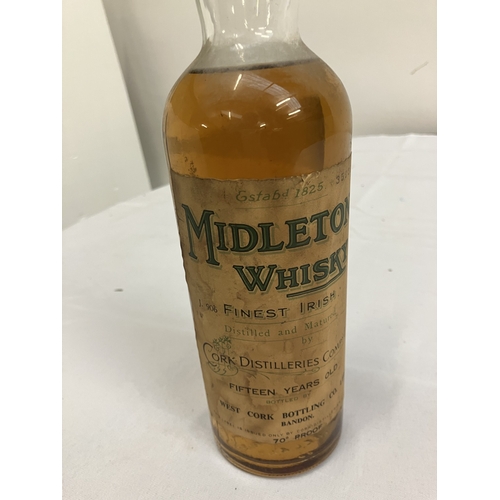 Estabd 1825
MIDLETON
WHISKY
FINEST IRISH
Distilled and
by
CORK DISTILLERIES
FIFTEEN YEARS OLD
WEST CORK BOTTLING CO.
BANDON.
70° PROOF